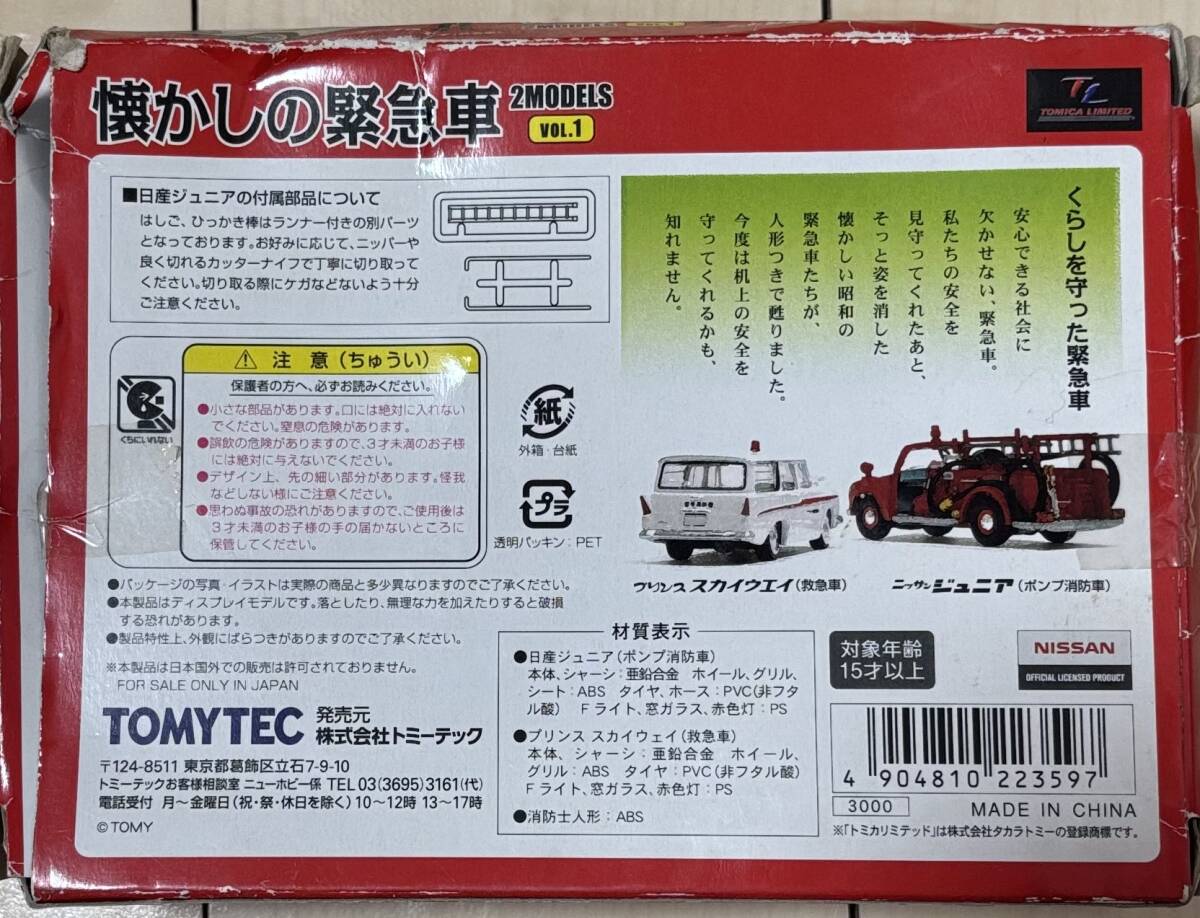 懐かしの緊急車 2MODELS
VOL.1
TOMICA LIMITED
■日産ジュニアの付属部品について
はしご、ひっかき棒はランナー付きの別パーツ
となっております。お好みに応じて、ニッパーや
良く切れるカッターナイフで丁寧に切り取って
ください。切り取る際にケガなどないよう十分
ご注意ください。
くらしを守った緊急車
安心できる社会に
欠かせない、緊急車。
私たちの安全を
見守ってくれたあと、
そっと姿を消した
懐かしい昭和の
緊急車たちが、
人形つきで甦りました。
今度は机上の安全を
守ってくれるかも、
知れません。
くちにいれない
⚠ 注意(ちゅうい)
保護者の方へ、必ずお読みください。
●小さな部品があります。口には絶対に入れない
でください。窒息の危険があります。
●誤飲の危険がありますので、3才未満のお子様
には絶対に与えないでください。
●デザイン上、先の細い部分があります。怪我
などしない様にご注意ください。
●思わぬ事故の恐れがありますので、ご使用後は
3才未満のお子様の手の届かないところに
保管してください。
紙
外箱・台紙
プラ
透明パッキン:PET
プリンス スカイウエイ(救急車)
ニッサン ジュニア(ポンプ消防車)
●パッケージの写真・イラストは実際の商品と多少異なりますのでご了承ください。
●本製品はディスプレイモデルです。落としたり、無理な力を加えたりすると破損
する恐れがあります。
●製品特性上、外観にばらつきがありますのでご了承ください。
※本製品は日本国外での販売は許可されておりません。
FOR SALE ONLY IN JAPAN
TOMYTEC 発売元
株式会社トミーテック
〒124-8511 東京都葛飾区立石7-9-10
トミーテックお客様相談室 ニューホビー係 TEL 03(3695)3161(代)
電話受付 月~金曜日(祝・祭・休日を除く)10~12時 13~17時
©TOMY
材質表示
●日産ジュニア(ポンプ消防車)
本体、シャーシ:亜鉛合金 ホイール、グリル、
シート:ABS タイヤ、ホース:PVC(非フタ
ル酸) Fライト、窓ガラス、赤色灯:PS
●プリンス スカイウェイ(救急車)
本体、シャーシ:亜鉛合金 ホイール、
グリル:ABS タイヤ:PVC(非フタル酸)
Fライト、窓ガラス、赤色灯:PS
●消防士人形:ABS
対象年齢
15才以上
NISSAN
OFFICIAL LICENSED PRODUCT
4 904810 223597
3000
MADE IN CHINA
※「トミカリミテッド」は株式会社タカラトミーの登録商標です。